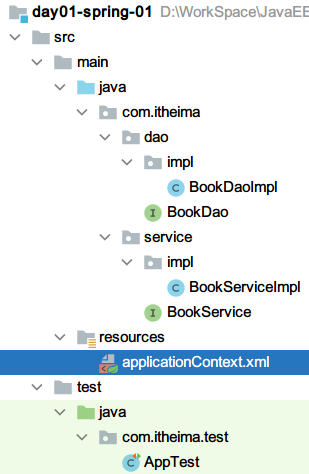 day01-spring-01 D:\WorkSpace\JavaEE
src
main
java
com.itheima
dao
impl
BookDaoImpl
BookDao
service
impl
BookServiceImpl
BookService
resources
applicationContext.xml
test
java
com.itheima.test
AppTest